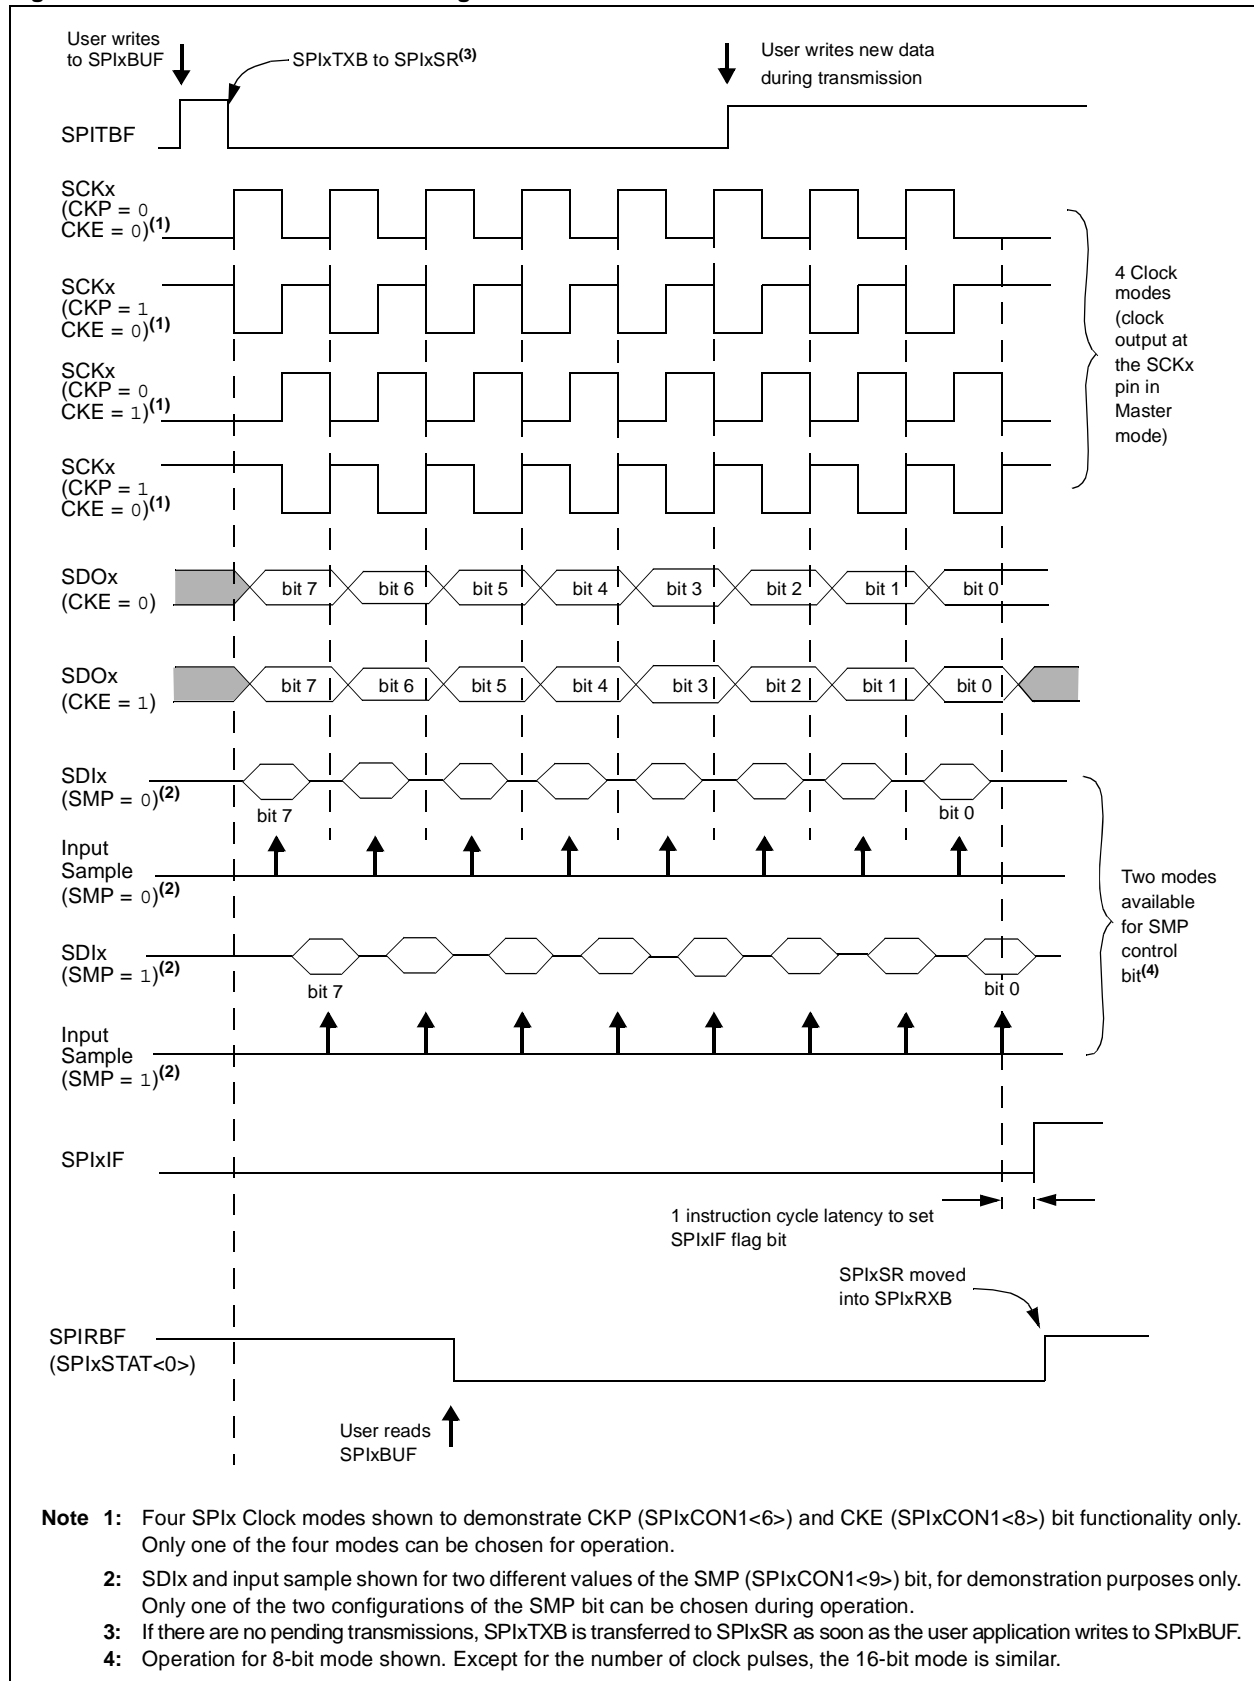 User writes
to SPIxBUF
SPIxTXB to SPIxSR(3)
User writes new data
during transmission
SPITBF
SCKx
(CKP = 0
CKE = 0)(1)
SCKx
(CKP = 1
CKE = 0)(1)
SCKx
(CKP = 0
CKE = 1)(1)
SCKx
(CKP = 1
CKE = 0)(1)
4 Clock
modes
(clock
output at
the SCKx
pin in
Master
mode)
SDOx
(CKE = 0)
bit 7 bit 6 bit 5 bit 4 bit 3 bit 2 bit 1 bit 0
SDOx
(CKE = 1)
bit 7 bit 6 bit 5 bit 4 bit 3 bit 2 bit 1 bit 0
SDIx
(SMP = 0)(2)
bit 7 bit 0
Input
Sample
(SMP = 0)(2)
SDIx
(SMP = 1)(2)
bit 7 bit 0
Input
Sample
(SMP = 1)(2)
Two modes
available
for SMP
control
bit(4)
SPIxIF
1 instruction cycle latency to set
SPIxIF flag bit
SPIxSR moved
into SPIxRXB
SPIRBF
(SPIxSTAT<0>)
User reads
SPIxBUF
Note 1: Four SPIx Clock modes shown to demonstrate CKP (SPIxCON1<6>) and CKE (SPIxCON1<8>) bit functionality only.
Only one of the four modes can be chosen for operation.
2: SDIx and input sample shown for two different values of the SMP (SPIxCON1<9>) bit, for demonstration purposes only.
Only one of the two configurations of the SMP bit can be chosen during operation.
3: If there are no pending transmissions, SPIxTXB is transferred to SPIxSR as soon as the user application writes to SPIxBUF.
4: Operation for 8-bit mode shown. Except for the number of clock pulses, the 16-bit mode is similar.